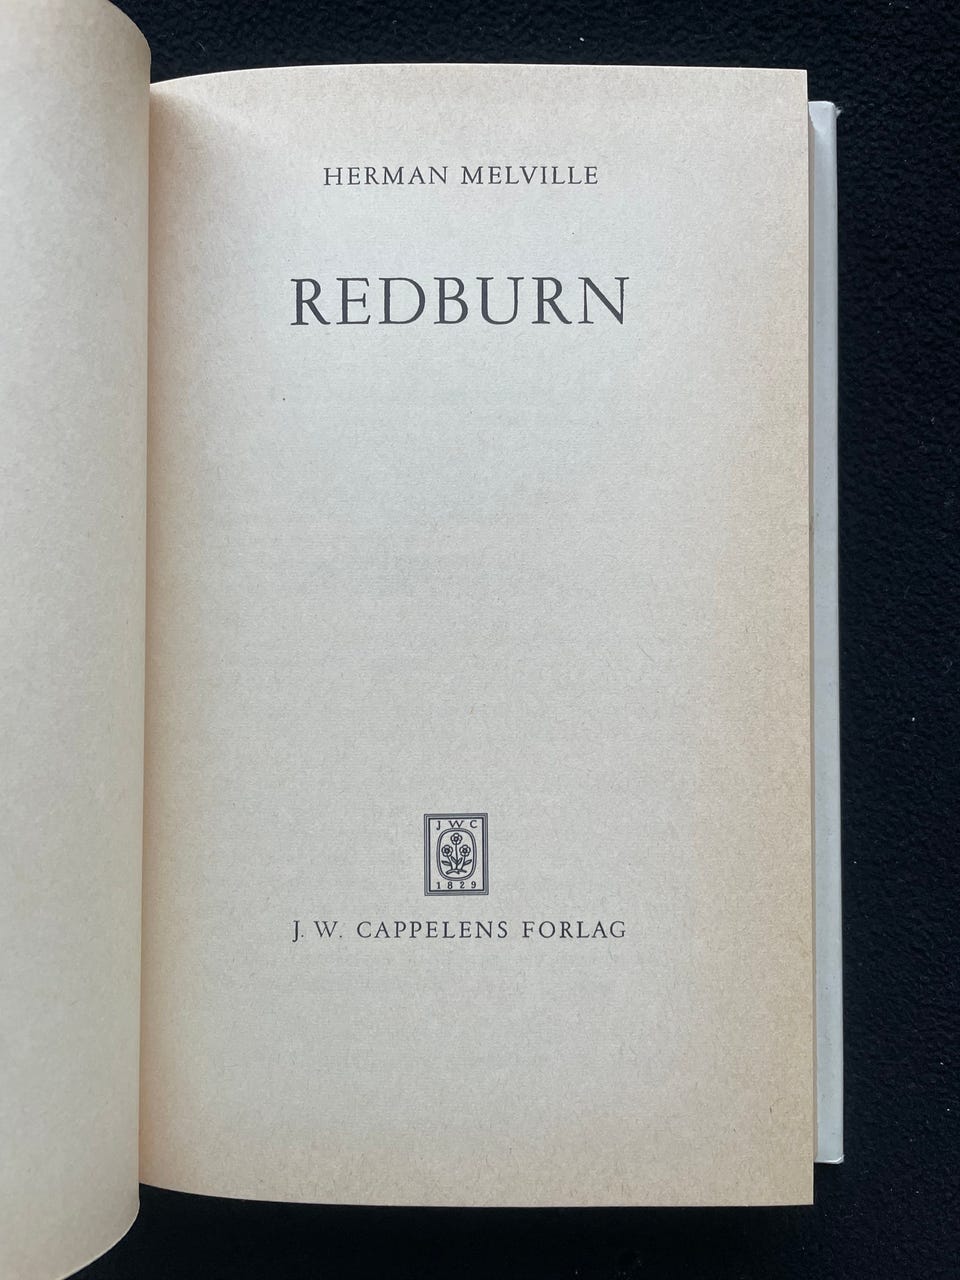 HERMAN MELVILLE
REDBURN
JWC
1829
J. W. CAPPELENS FORLAG